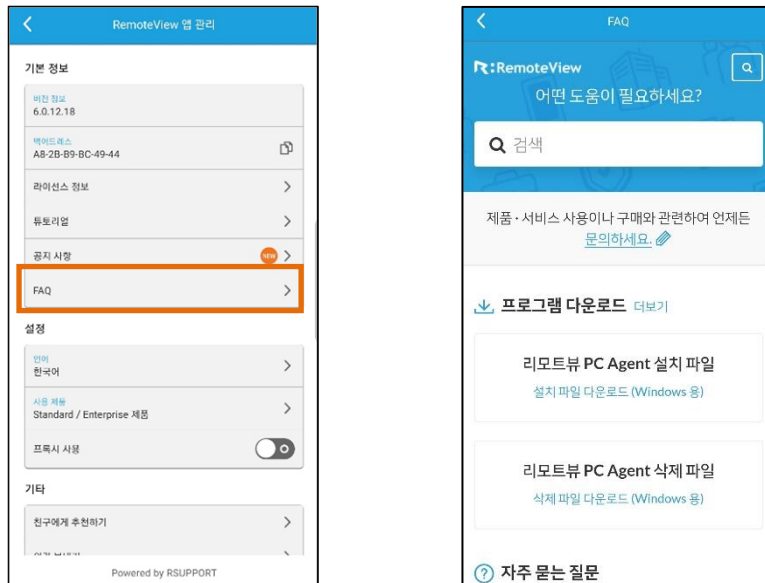 RemoteView 앱 관리
기본 정보
버전 정보
6.0.12.18
맥어드레스
A8-2B-B9-BC-49-44
라이선스 정보
튜토리얼
공지 사항
NEW
FAQ
설정
언어
한국어
사용 제품
Standard / Enterprise 제품
프록시 사용
기타
친구에게 추천하기
Powered by RSUPPORT
FAQ
RemoteView
어떤 도움이 필요하세요?
검색
제품 · 서비스 사용이나 구매와 관련하여 언제든
문의하세요.
프로그램 다운로드 더보기
리모트뷰 PC Agent 설치 파일
설치 파일 다운로드 (Windows 용)
리모트뷰 PC Agent 삭제 파일
삭제 파일 다운로드 (Windows 용)
자주 묻는 질문